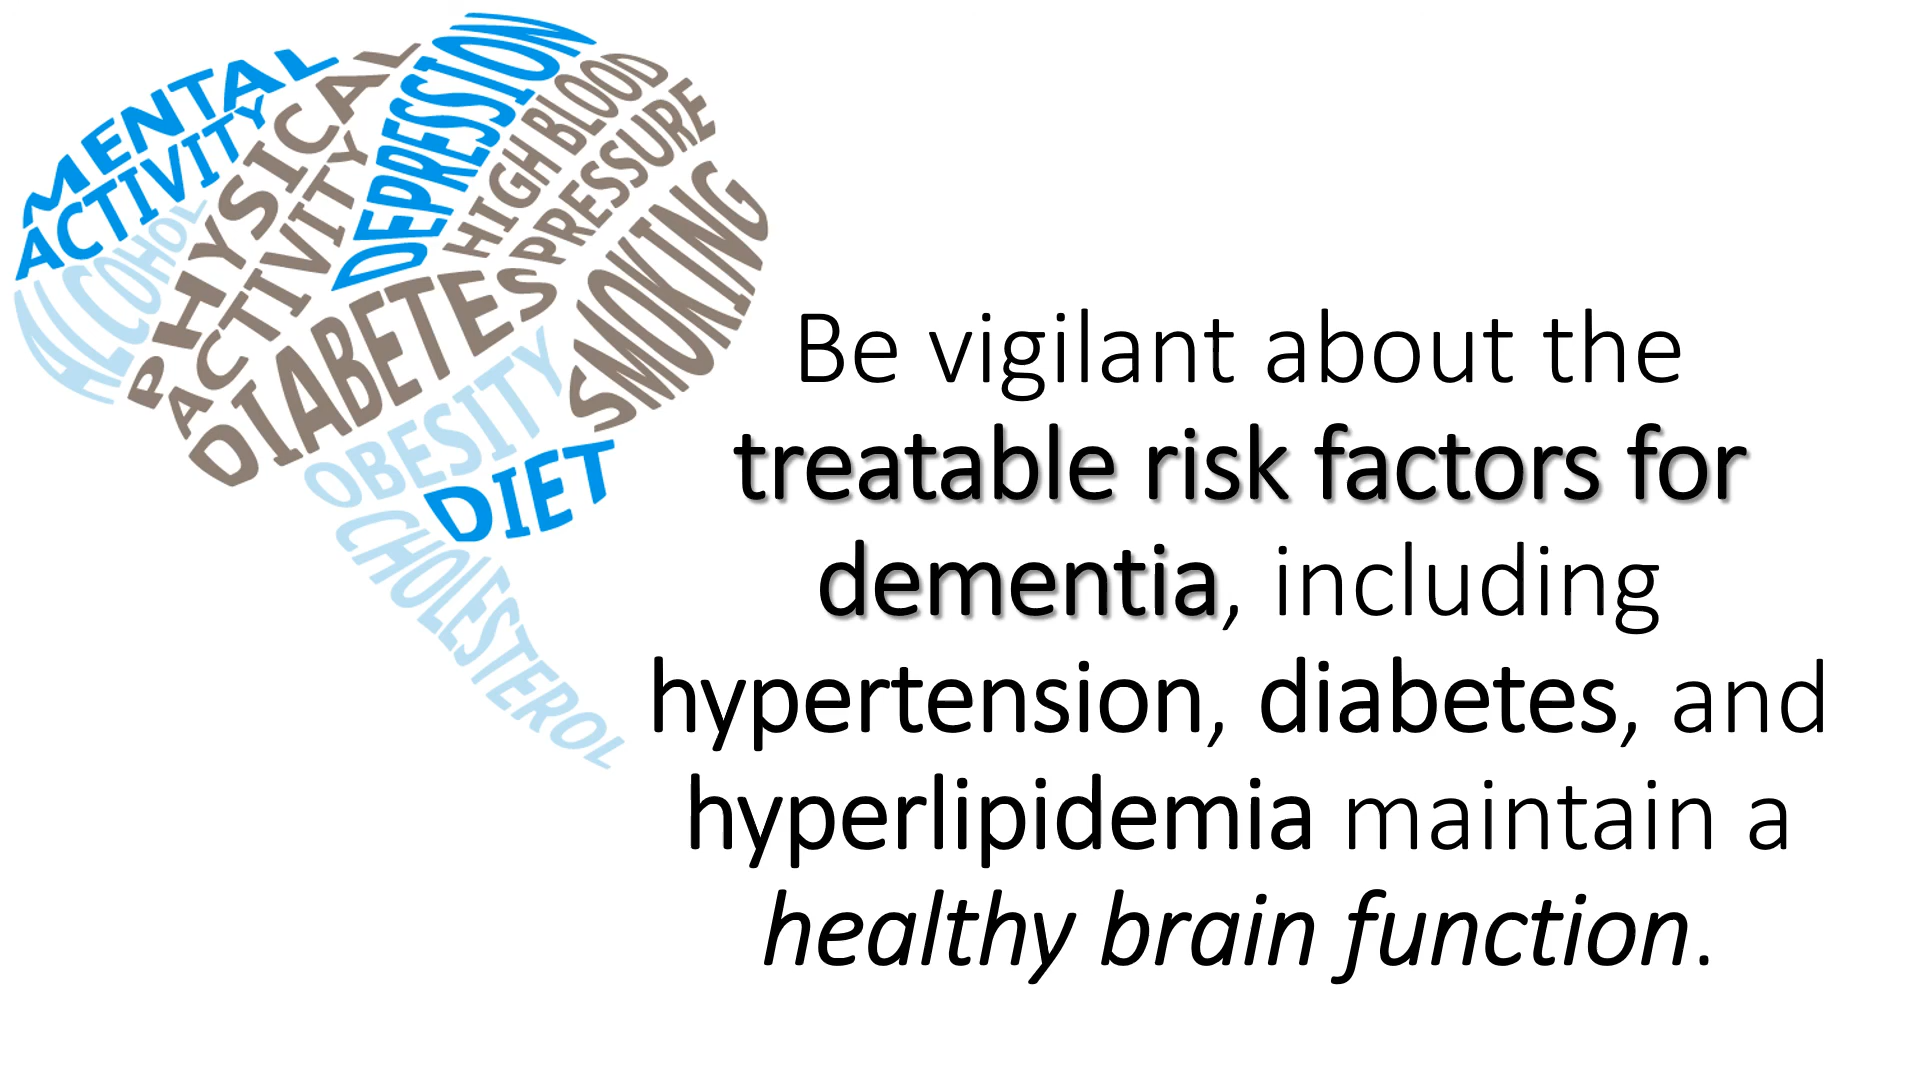 MENTAL
ACTIVITY
ALCOHOL
PHYSICAL
ACTIVITY
DEPRESSION
HIGH BLOOD
PRESSURE
SMOKING
DIABETES
OBESITY
DIET
CHOLESTEROL
Be vigilant about the
treatable risk factors for
dementia, including
hypertension, diabetes, and
hyperlipidemia maintain a
healthy brain function.